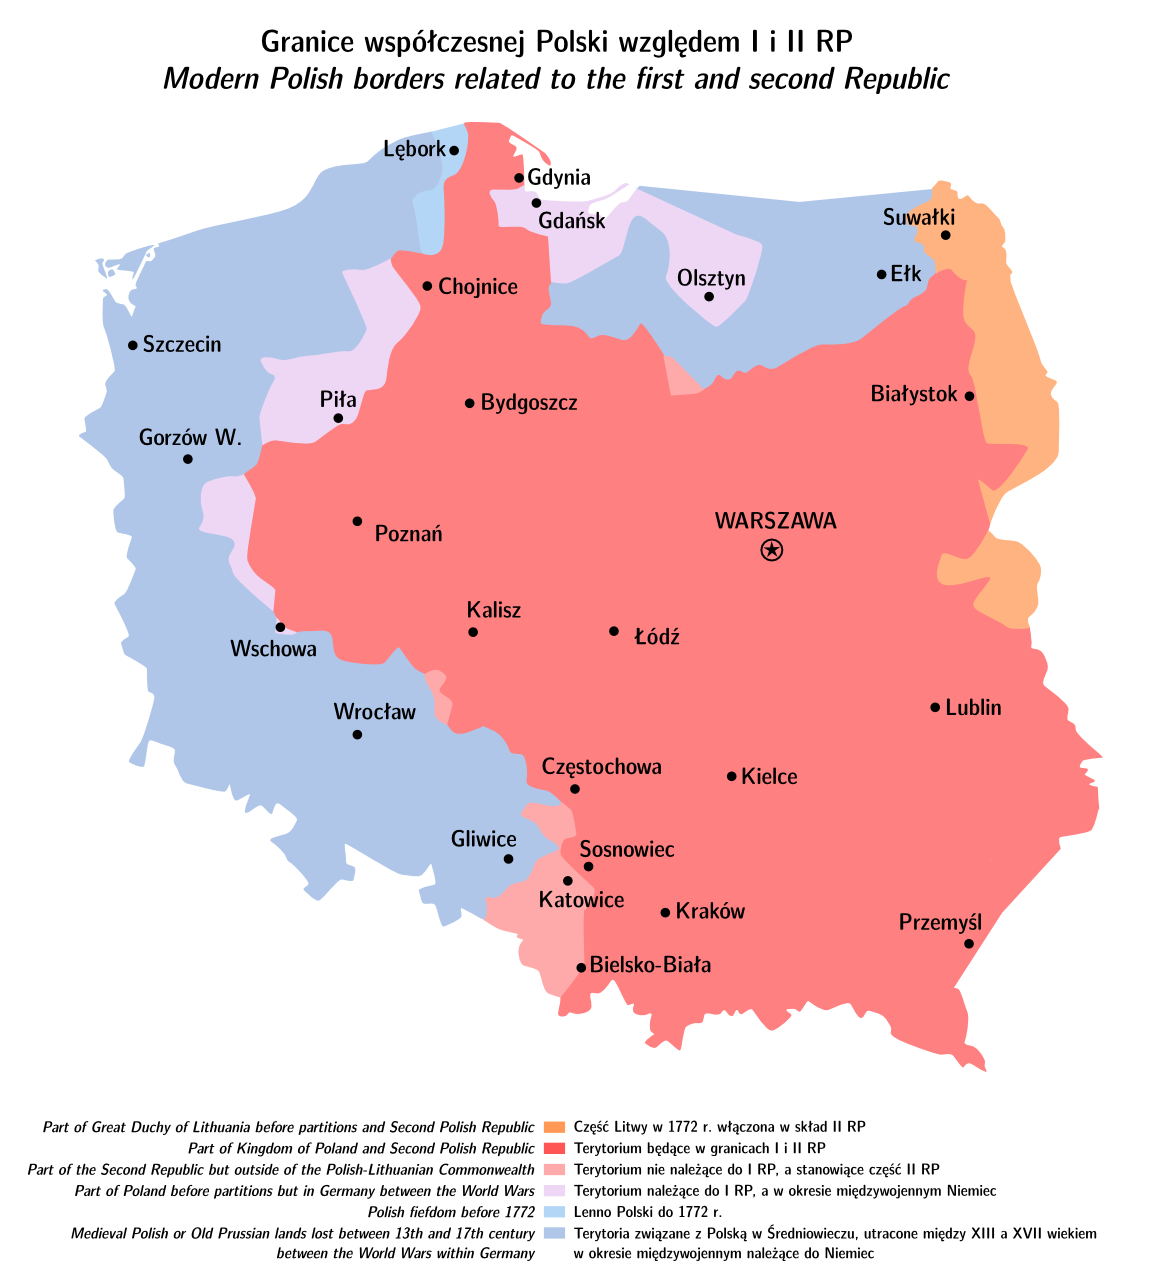 Granice współczesnej Polski względem I i II RP
Modern Polish borders related to the first and second Republic
Lębork
Gdynia
Gdańsk
Suwałki
Ełk
Olsztyn
Chojnice
Szczecin
Piła
Bydgoszcz
Białystok
Gorzów W.
Poznań
WARSZAWA
Kalisz
Łódź
Wschowa
Lublin
Wrocław
Częstochowa
Kielce
Gliwice
Sosnowiec
Katowice
Kraków
Przemyśl
Bielsko-Biała
Part of Great Duchy of Lithuania before partitions and Second Polish Republic Część Litwy w 1772 r. włączona w skład II RP
Part of Kingdom of Poland and Second Polish Republic Terytorium będące w granicach I i II RP
Part of the Second Republic but outside of the Polish-Lithuanian Commonwealth Terytorium nie należące do I RP, a stanowiące część II RP
Part of Poland before partitions but in Germany between the World Wars Terytorium należące do I RP, a w okresie międzywojennym Niemiec
Polish fiefdom before 1772 Lenno Polski do 1772 r.
Medieval Polish or Old Prussian lands lost between 13th and 17th century Terytoria związane z Polską w Średniowieczu, utracone między XIII a XVII wiekiem
between the World Wars within Germany w okresie międzywojennym należące do Niemiec